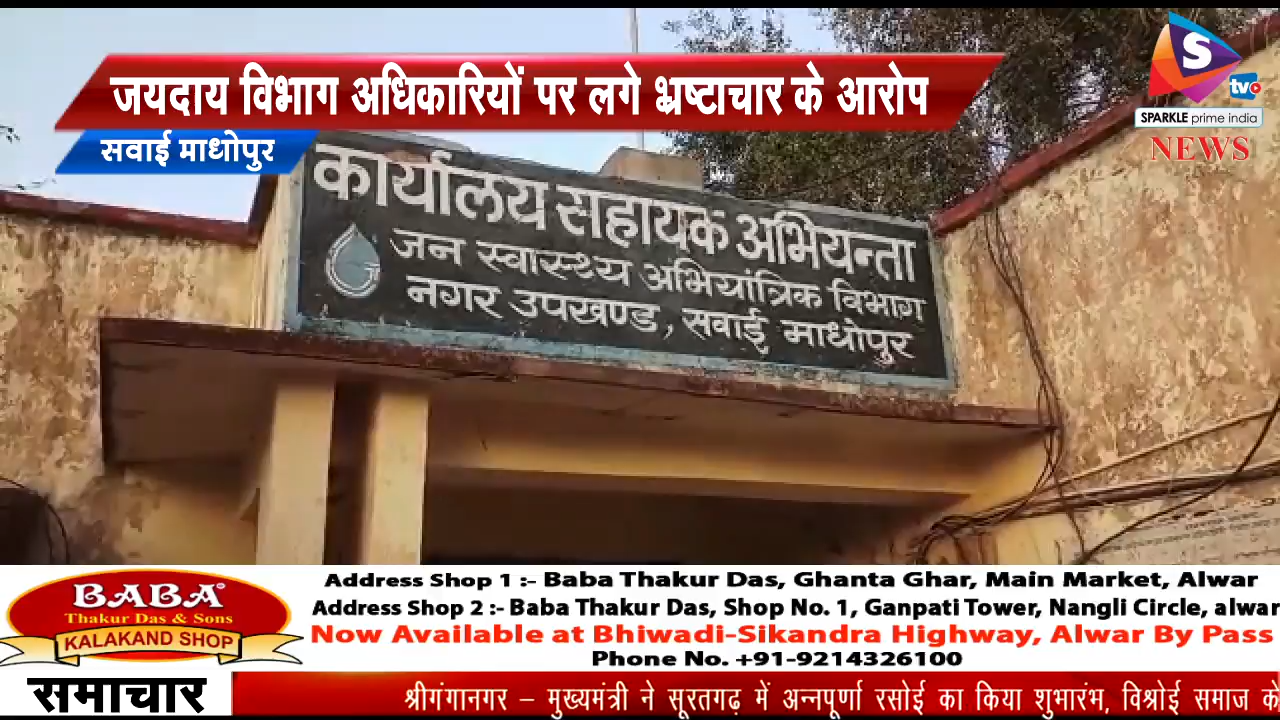 जयदाय विभाग अधिकारियों पर लगे भ्रष्टाचार के आरोप
सवाई माधोपुर
S
tv
SPARKLE prime india
NEWS
कार्यालय सहायक अभियन्ता
जन स्वास्थ्य अभियांत्रिक विभाग
नगर उपखण्ड, सवाई माधोपुर
BABA
Thakur Das & Sons
KALAKAND SHOP
Address Shop 1 :- Baba Thakur Das, Ghanta Ghar, Main Market, Alwar
Address Shop 2 :- Baba Thakur Das, Shop No. 1, Ganpati Tower, Nangli Circle, alwar
Now Available at Bhiwadi-Sikandra Highway, Alwar By Pass
Phone No. +91-9214326100
समाचार
श्रीगंगानगर – मुख्यमंत्री ने सूरतगढ़ में अन्नपूर्णा रसोई का किया शुभारंभ, विश्नोई समाज के